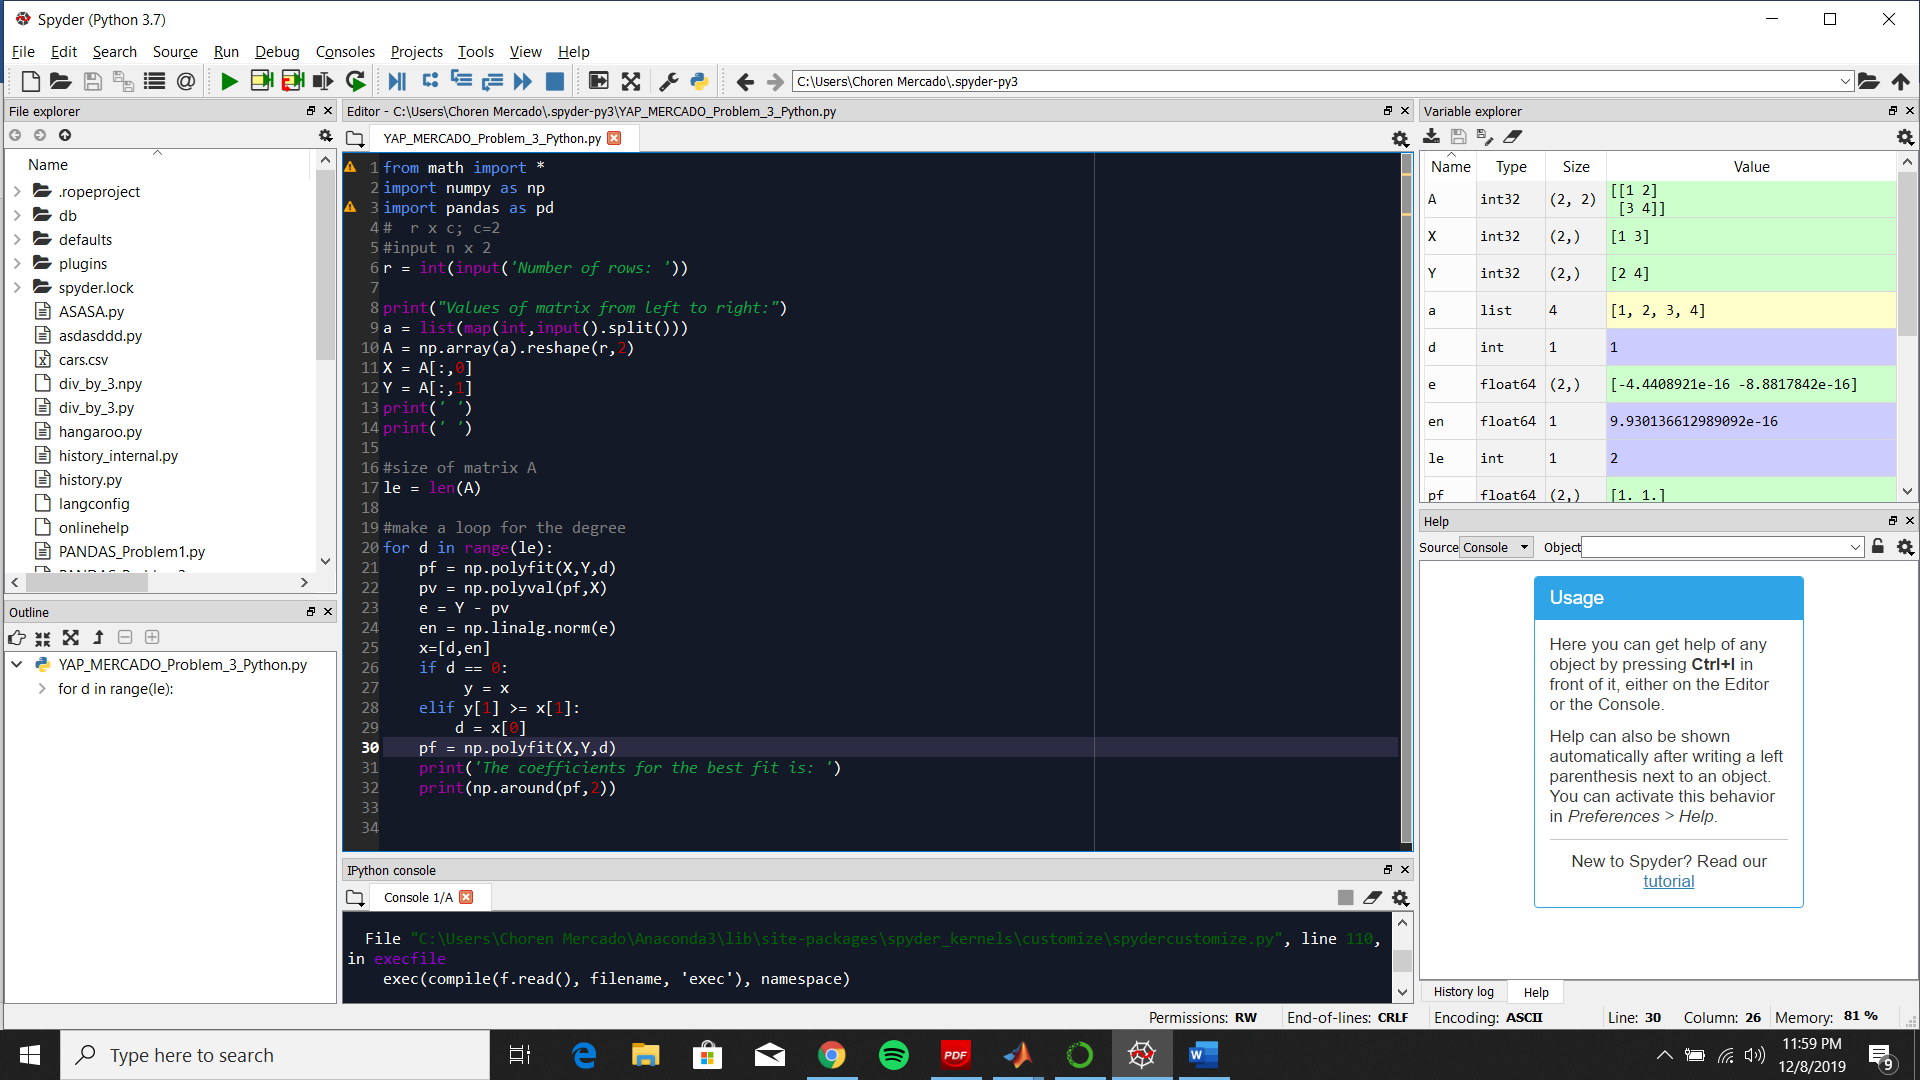 Spyder (Python 3.7)
File Edit Search Source Run Debug Consoles Projects Tools View Help
C:\Users\Choren Mercado\.spyder-py3
File explorer
Name
.ropeproject
db
defaults
plugins
spyder.lock
ASASA.py
asdasddd.py
cars.csv
div_by_3.npy
div_by_3.py
hangaroo.py
history_internal.py
history.py
langconfig
onlinehelp
PANDAS_Problem1.py
Outline
YAP_MERCADO_Problem_3_Python.py
for d in range(le):
Editor - C:\Users\Choren Mercado\.spyder-py3\YAP_MERCADO_Problem_3_Python.py
YAP_MERCADO_Problem_3_Python.py
1 from math import *
2 import numpy as np
3 import pandas as pd
4 #  r x c; c=2
5 #input n x 2
6 r = int(input('Number of rows: '))
7
8 print("Values of matrix from left to right:")
9 a = list(map(int,input().split()))
10 A = np.array(a).reshape(r,2)
11 X = A[:,0]
12 Y = A[:,1]
13 print(' ')
14 print(' ')
15
16 #size of matrix A
17 le = len(A)
18
19 #make a loop for the degree
20 for d in range(le):
21     pf = np.polyfit(X,Y,d)
22     pv = np.polyval(pf,X)
23     e = Y - pv
24     en = np.linalg.norm(e)
25     x=[d,en]
26     if d == 0:
27          y = x
28     elif y[1] >= x[1]:
29         d = x[0]
30     pf = np.polyfit(X,Y,d)
31     print('The coefficients for the best fit is: ')
32     print(np.around(pf,2))
33
34
IPython console
Console 1/A
File "C:\Users\Choren Mercado\Anaconda3\lib\site-packages\spyder_kernels\customize\spydercustomize.py", line 110,
in execfile
exec(compile(f.read(), filename, 'exec'), namespace)
Variable explorer
Name Type Size Value
A int32 (2, 2) [[1 2]
[3 4]]
X int32 (2,) [1 3]
Y int32 (2,) [2 4]
a list 4 [1, 2, 3, 4]
d int 1 1
e float64 (2,) [-4.4408921e-16 -8.8817842e-16]
en float64 1 9.930136612989092e-16
le int 1 2
pf float64 (2,) [1. 1.]
Help
Source Console Object
Usage
Here you can get help of any
object by pressing Ctrl+I in
front of it, either on the Editor
or the Console.
Help can also be shown
automatically after writing a left
parenthesis next to an object.
You can activate this behavior
in Preferences > Help.
New to Spyder? Read our
tutorial
History log Help
Permissions: RW End-of-lines: CRLF Encoding: ASCII Line: 30 Column: 26 Memory: 81 %
Type here to search
PDF
W
11:59 PM
12/8/2019
9